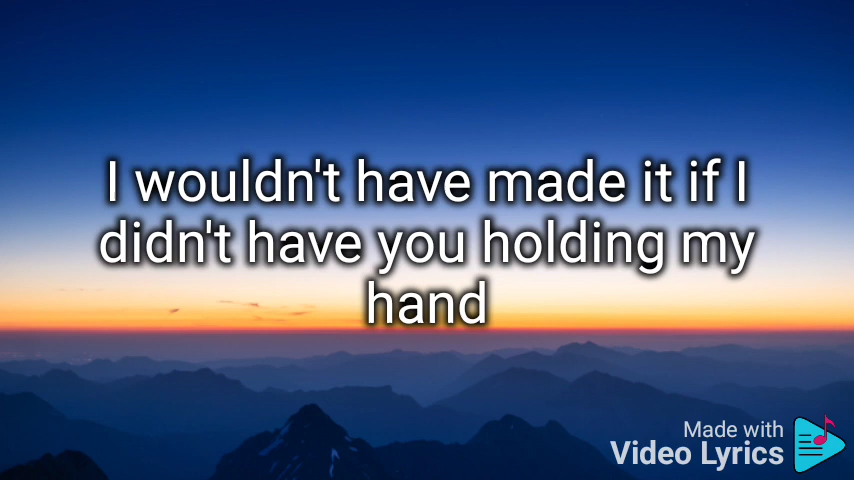 I wouldn't have made it if I
didn't have you holding my
hand
Made with
Video Lyrics